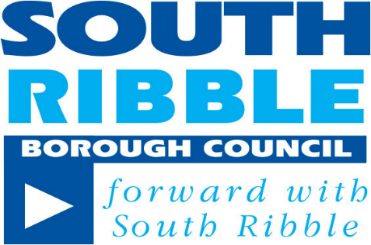 SOUTH
RIBBLE
BOROUGH COUNCIL
forward with
South Ribble